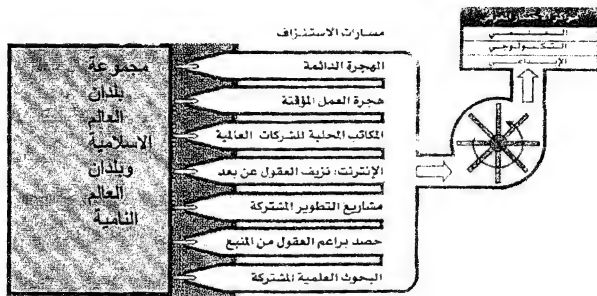 مراكز الاحتكار المعرفي
العلمي
التكنولوجي
الإبداعي
مسارات الاستنزاف
الهجرة الدائمة
هجرة العمل المؤقتة
المكاتب المحلية للشركات العالمية
الإنترنت: نزيف العقول عن بعد
مشاريع التطوير المشتركة
حصد براعم العقول من المنبع
البحوث العلمية المشتركة
مجموعة
بلدان
العالم
الاسلامية
وبلدان
العالم
النامية